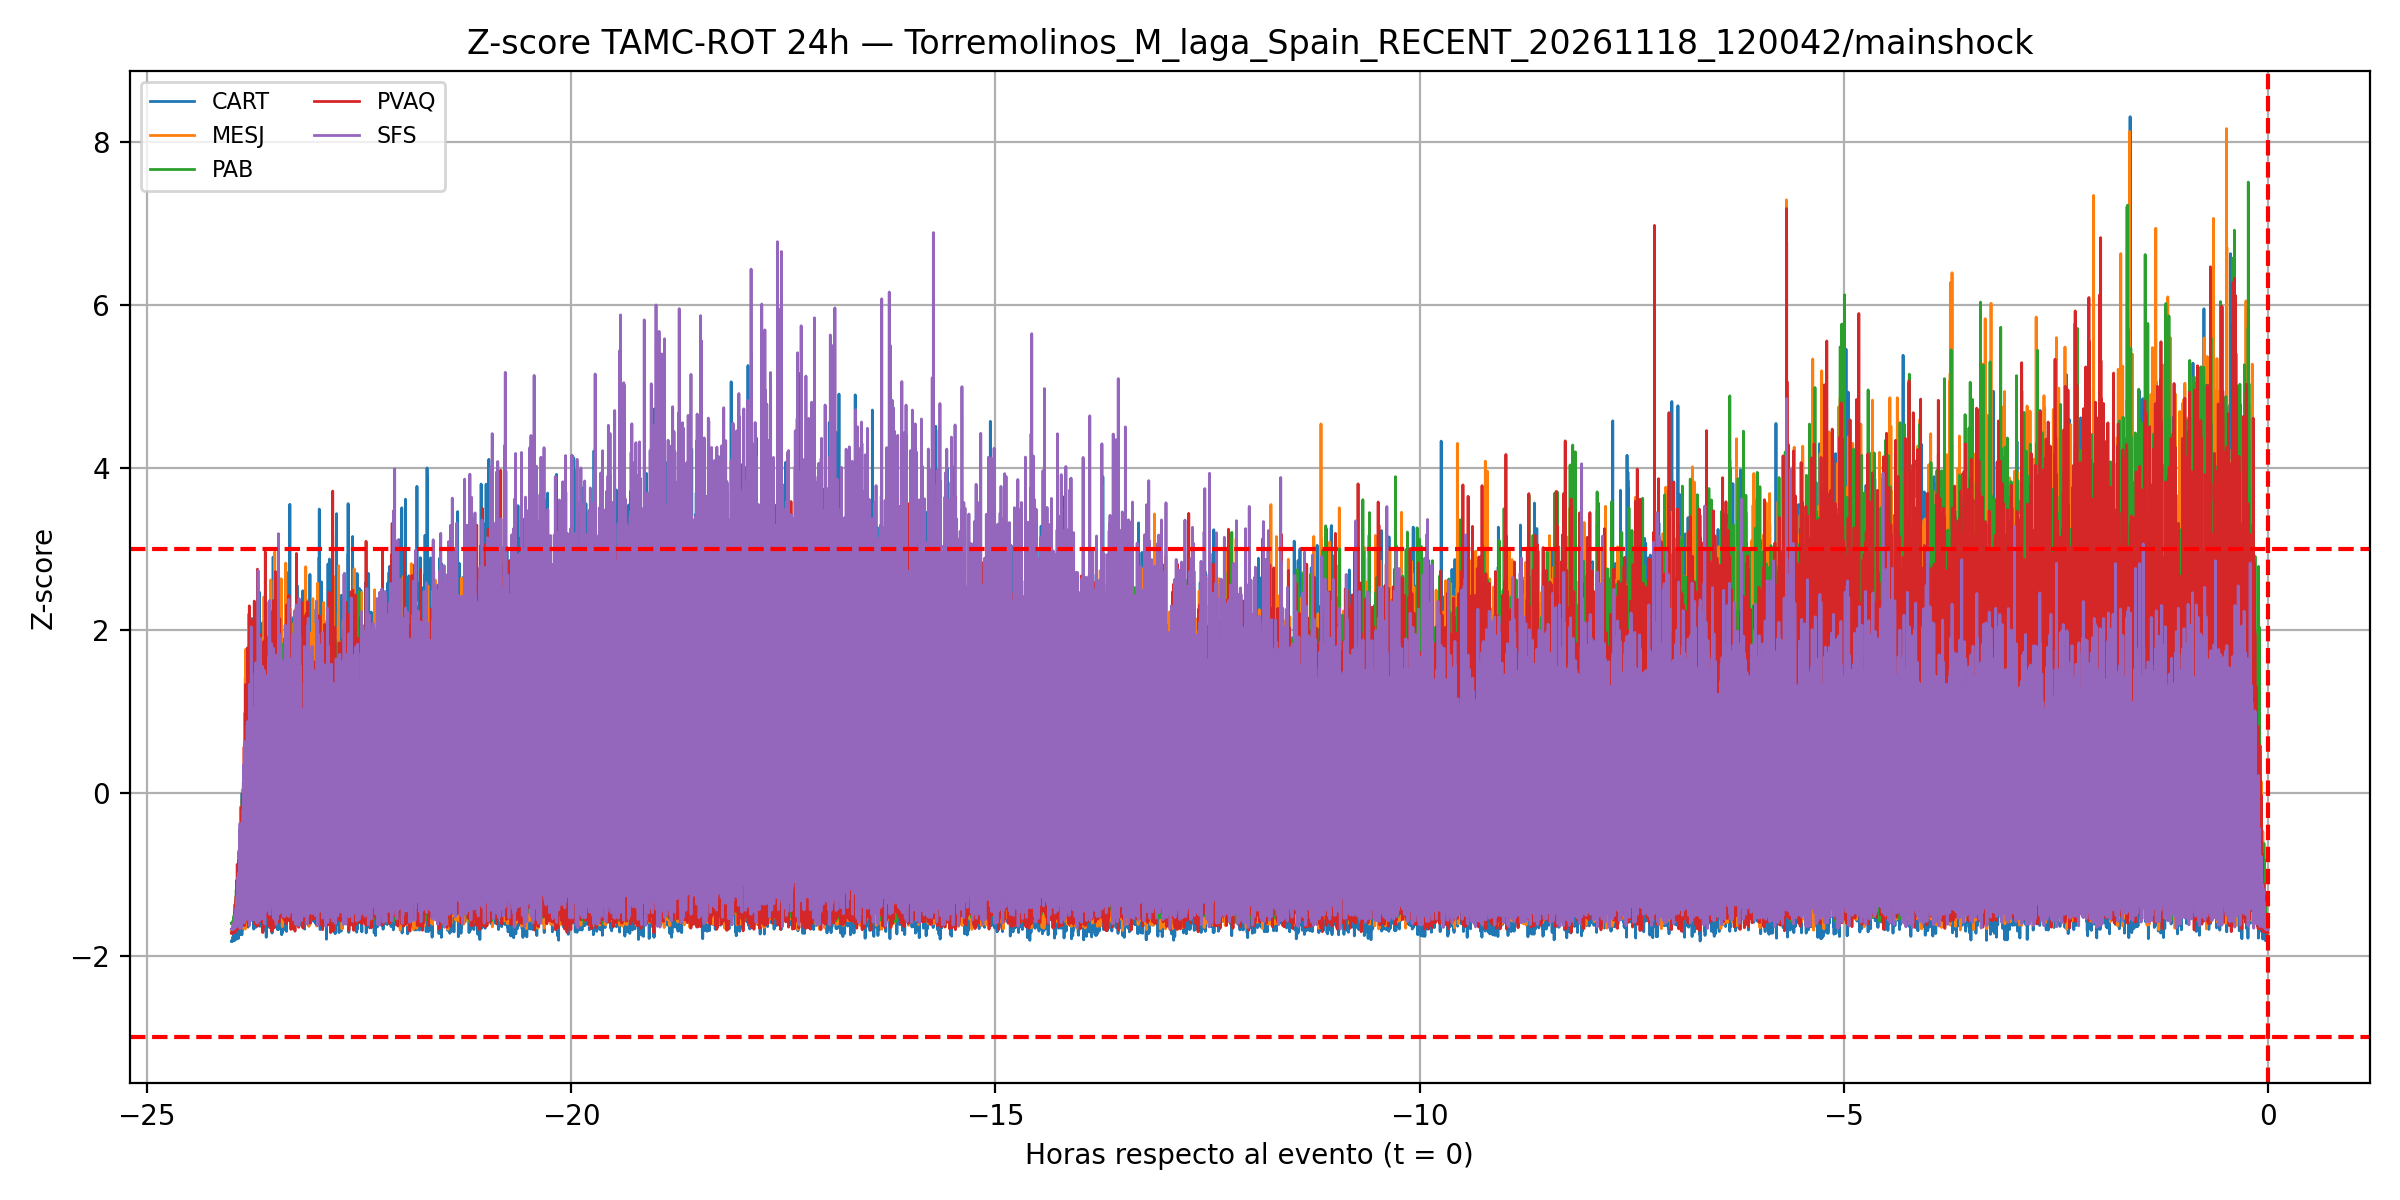 Z-score TAMC-ROT 24h — Torremolinos_M_laga_Spain_RECENT_20261118_120042/mainshock
CART
MESJ
PAB
PVAQ
SFS
Z-score
8
6
4
2
0
−2
−25
−20
−15
−10
−5
0
Horas respecto al evento (t = 0)